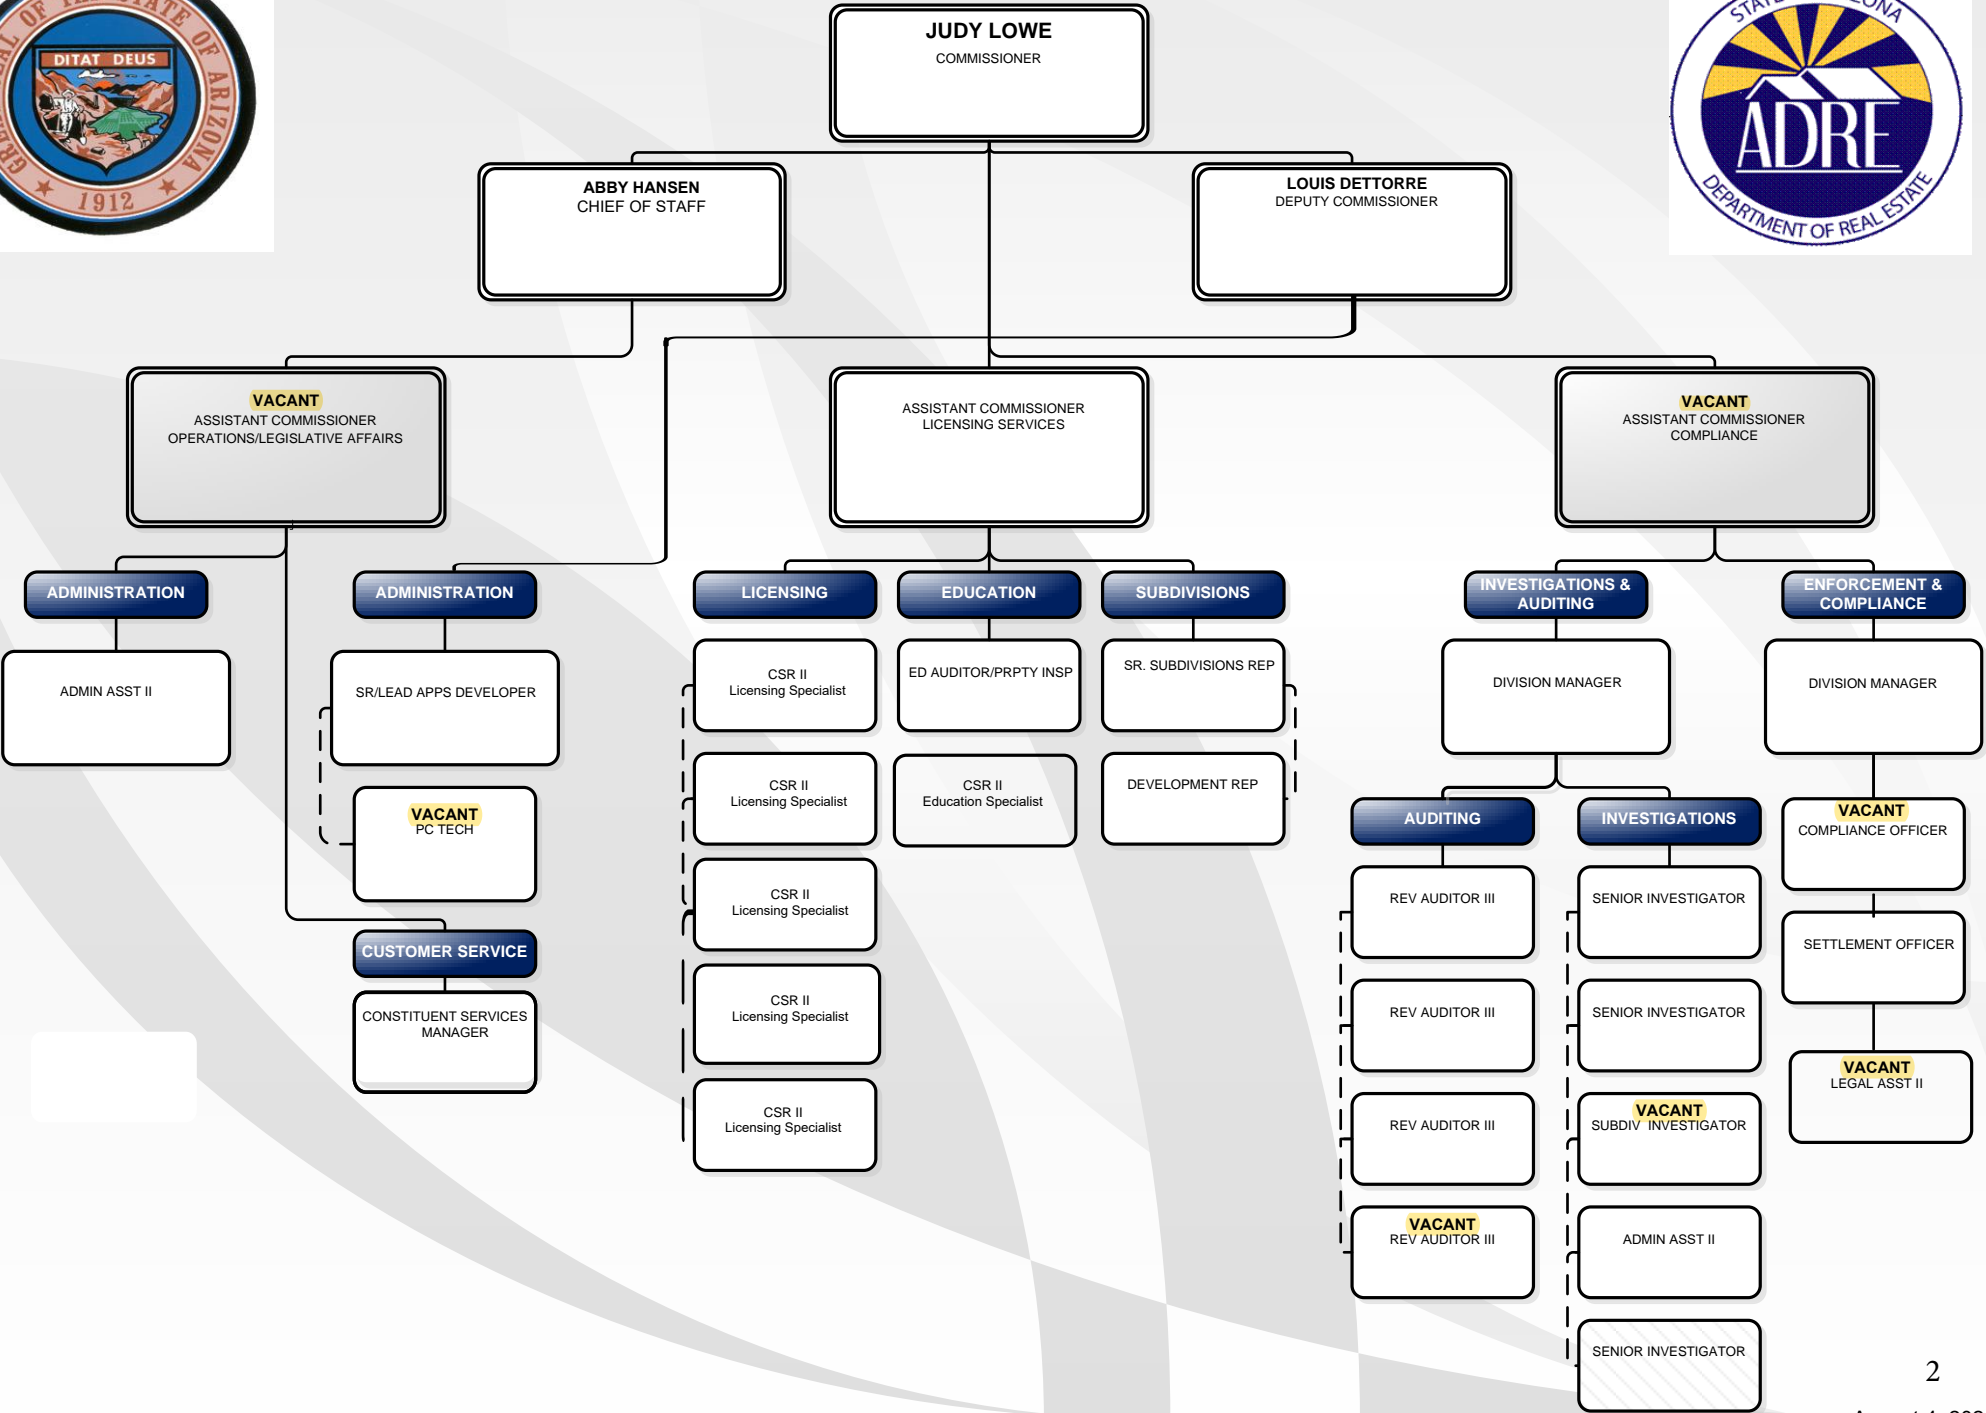 DITAT DEUS
1912
JUDY LOWE
COMMISSIONER
ADRE
DEPARTMENT OF REAL ESTATE
ABBY HANSEN
CHIEF OF STAFF
LOUIS DETTORRE
DEPUTY COMMISSIONER
VACANT
ASSISTANT COMMISSIONER
OPERATIONS/LEGISLATIVE AFFAIRS
ASSISTANT COMMISSIONER
LICENSING SERVICES
VACANT
ASSISTANT COMMISSIONER
COMPLIANCE
ADMINISTRATION
ADMIN ASST II
ADMINISTRATION
SR/LEAD APPS DEVELOPER
VACANT
PC TECH
CUSTOMER SERVICE
CONSTITUENT SERVICES
MANAGER
LICENSING
CSR II
Licensing Specialist
CSR II
Licensing Specialist
CSR II
Licensing Specialist
CSR II
Licensing Specialist
CSR II
Licensing Specialist
EDUCATION
ED AUDITOR/PRPTY INSP
CSR II
Education Specialist
SUBDIVISIONS
SR. SUBDIVISIONS REP
DEVELOPMENT REP
INVESTIGATIONS &
AUDITING
DIVISION MANAGER
AUDITING
REV AUDITOR III
REV AUDITOR III
REV AUDITOR III
VACANT
REV AUDITOR III
INVESTIGATIONS
SENIOR INVESTIGATOR
SENIOR INVESTIGATOR
VACANT
SUBDIV INVESTIGATOR
ADMIN ASST II
SENIOR INVESTIGATOR
ENFORCEMENT &
COMPLIANCE
DIVISION MANAGER
VACANT
COMPLIANCE OFFICER
SETTLEMENT OFFICER
VACANT
LEGAL ASST II
2